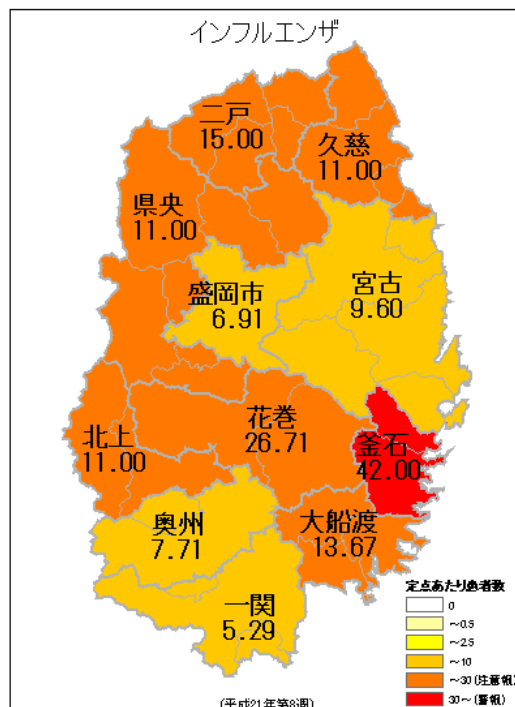 インフルエンザ
二戸
15.00
久慈
11.00
県央
11.00
盛岡市
6.91
宮古
9.60
花巻
26.71
北上
11.00
釜石
42.00
奥州
7.71
大船渡
13.67
一関
5.29
定点あたり患者数
0
～0.5
～2.5
～10
～30(注意報)
30～(警報)
(平成21年第8週)